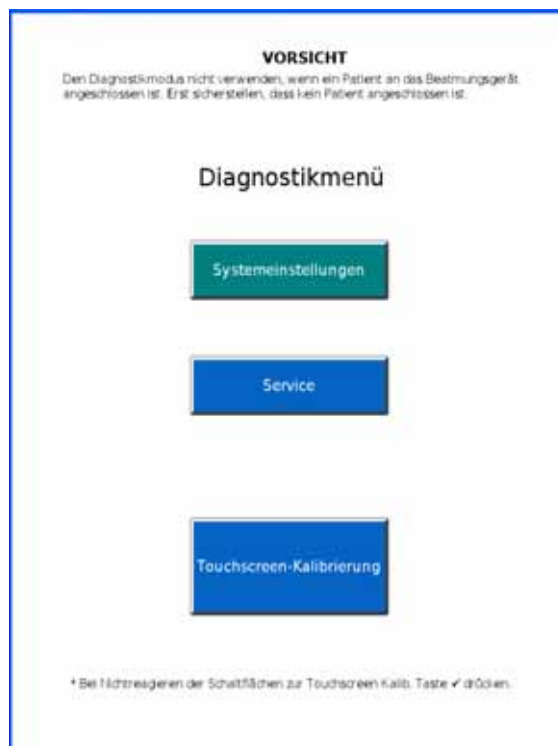 VORSICHT
Den Diagnostikmodus nicht verwenden, wenn ein Patient an das Beatmungsgerät
angeschlossen ist. Erst sicherstellen, dass kein Patient angeschlossen ist.
Diagnostikmenü
Systemeinstellungen
Service
Touchscreen-Kalibrierung
* Bei Nichtreagieren der Schaltflächen zur Touchscreen Kalib. Taste ✔ drücken.